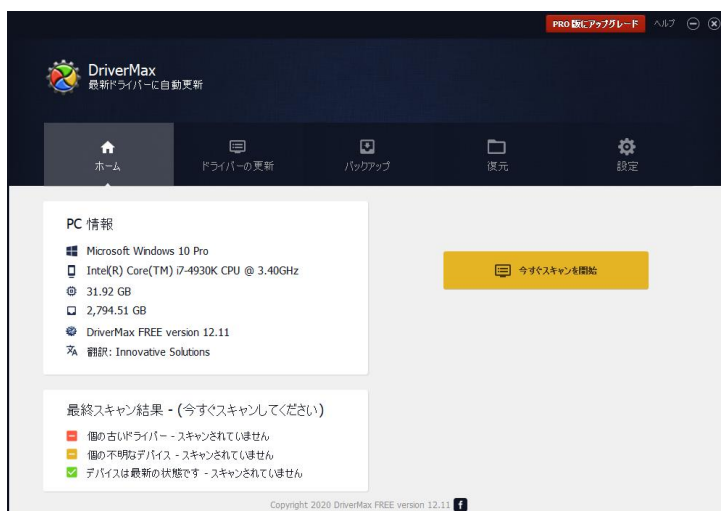 PRO 版にアップグレード ヘルプ
DriverMax
最新ドライバーに自動更新
ホーム ドライバーの更新 バックアップ 復元 設定
PC 情報
Microsoft Windows 10 Pro
Intel(R) Core(TM) i7-4930K CPU @ 3.40GHz
今すぐスキャンを開始
31.92 GB
2,794.51 GB
DriverMax FREE version 12.11
翻訳: Innovative Solutions
最終スキャン結果 - (今すぐスキャンしてください)
個の古いドライバー - スキャンされていません
個の不明なデバイス - スキャンされていません
デバイスは最新の状態です - スキャンされていません
Copyright 2020 DriverMax FREE version 12.11